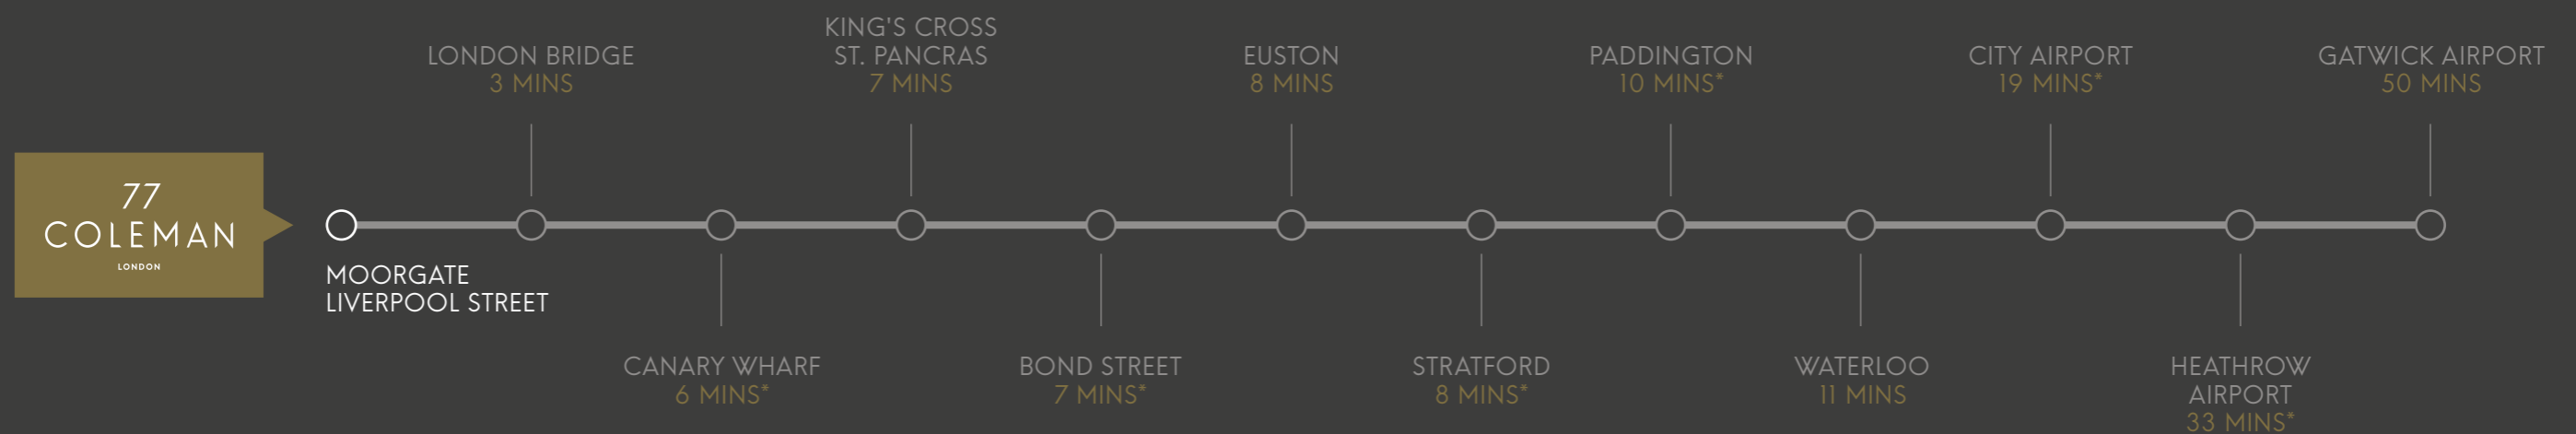 77
COLEMAN
LONDON
MOORGATE
LIVERPOOL STREET
LONDON BRIDGE
3 MINS
CANARY WHARF
6 MINS*
KING'S CROSS
ST. PANCRAS
7 MINS
BOND STREET
7 MINS*
EUSTON
8 MINS
STRATFORD
8 MINS*
PADDINGTON
10 MINS*
WATERLOO
11 MINS
CITY AIRPORT
19 MINS*
HEATHROW
AIRPORT
33 MINS*
GATWICK AIRPORT
50 MINS